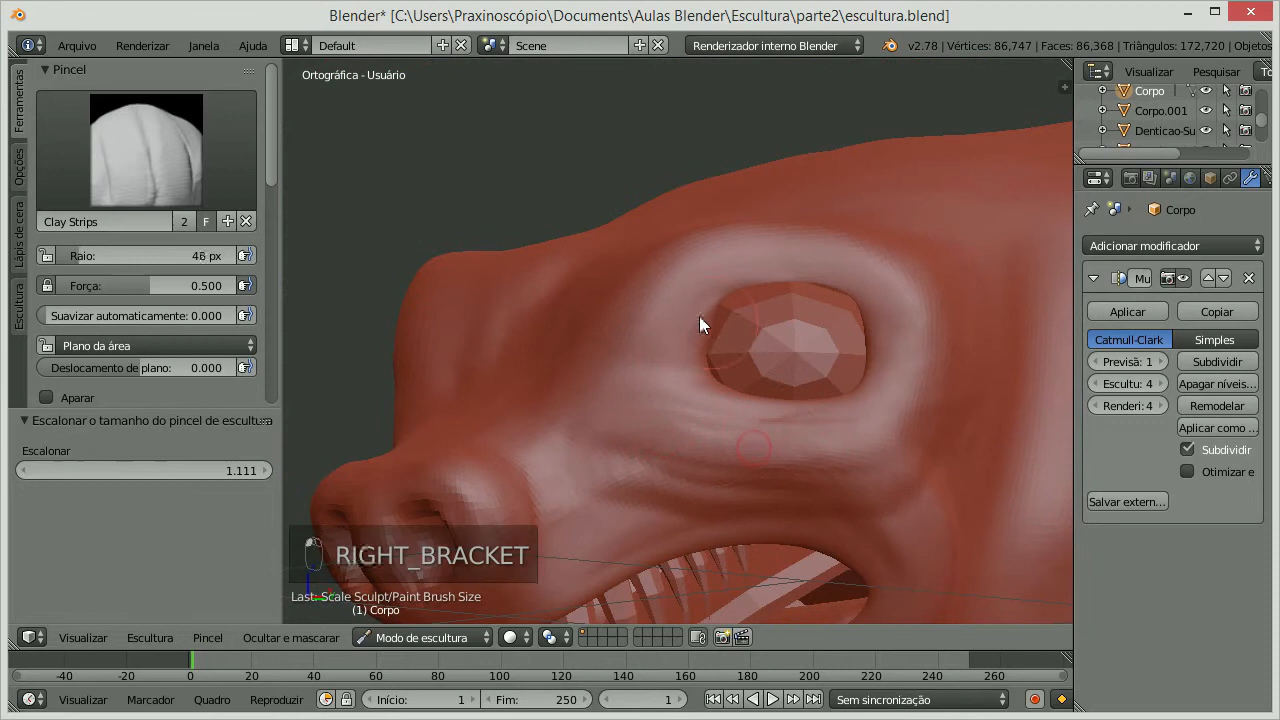 Blender* [C:\Users\Praxinoscópio\Documents\Aulas Blender\Escultura\parte2\escultura.blend]
Arquivo Renderizar Janela Ajuda Default Scene Renderizador interno Blender v2.78 | Vértices: 86,747 | Faces: 86,368 | Triângulos: 172,720 | Objetos
Ferramentas
Opções
Lápis de cera
Escultura
Pincel
Clay Strips 2 F
Raio: 46 px
Força: 0.500
Suavizar automaticamente: 0.000
Plano da área
Deslocamento de plano: 0.000
Aparar
Escalonar o tamanho do pincel de escultura
Escalonar
1.111
Ortográfica - Usuário
RIGHT_BRACKET
Last: Scale Sculpt/Paint Brush Size
(1) Corpo
Visualizar Pesquisar To
Corpo
Corpo.001
Denticao-Su
Corpo
Adicionar modificador
Mu
Aplicar Copiar
Catmull-Clark Simples
Previsã: 1 Subdividir
Escultu: 4 Apagar níveis...
Renderi: 4 Remodelar
Aplicar como ...
Subdividir
Otimizar e
Salvar extern...
Visualizar Escultura Pincel Ocultar e mascarar Modo de escultura
-40 -20 0 20 40 60 80 100 120 140 160 180 200 220 240 260
Visualizar Marcador Quadro Reproduzir Início: 1 Fim: 250 1 Sem sincronização